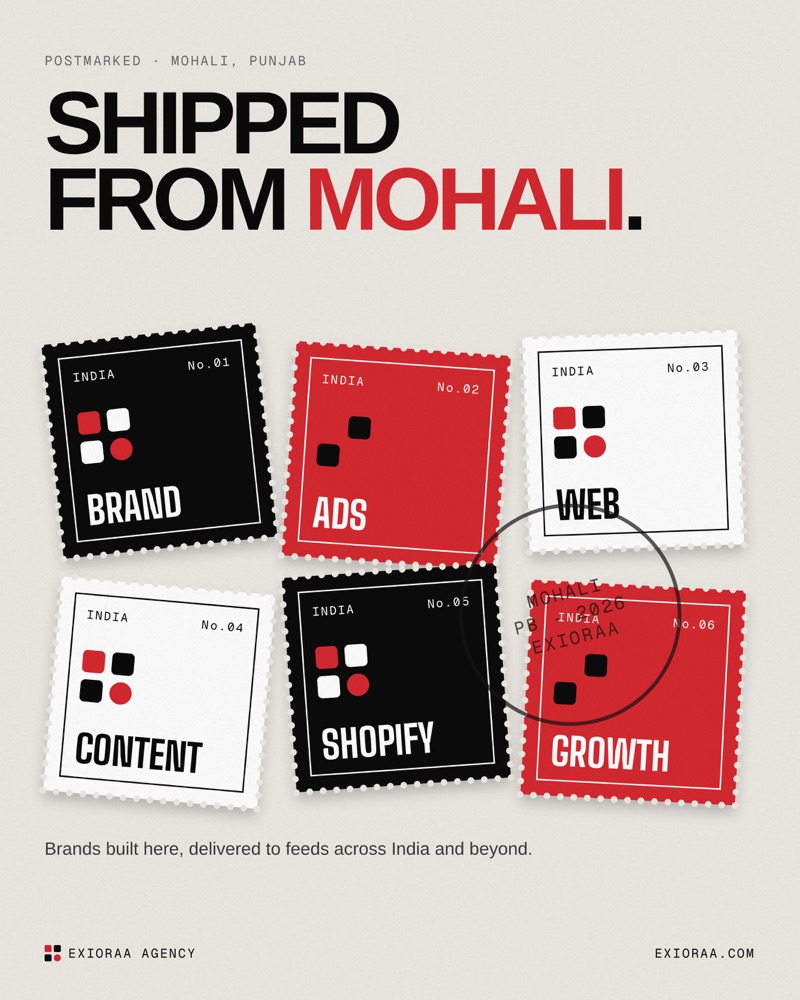 POSTMARKED · MOHALI, PUNJAB
SHIPPED
FROM MOHALI.
INDIA No.01
BRAND
INDIA No.02
ADS
INDIA No.03
WEB
INDIA No.04
CONTENT
INDIA No.05
SHOPIFY
MOHALI
PB · 2026
EXIORAA
INDIA No.06
GROWTH
Brands built here, delivered to feeds across India and beyond.
EXIORAA AGENCY
EXIORAA.COM